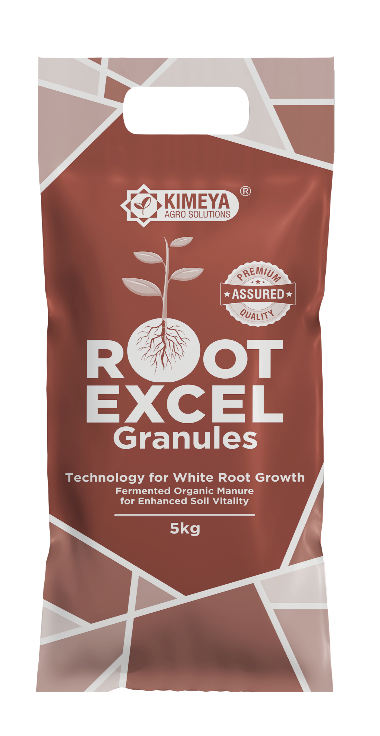 KIMEYA
AGRO SOLUTIONS
®
PREMIUM
ASSURED
QUALITY
ROOT
EXCEL
Granules
Technology for White Root Growth
Fermented Organic Manure
for Enhanced Soil Vitality
5kg